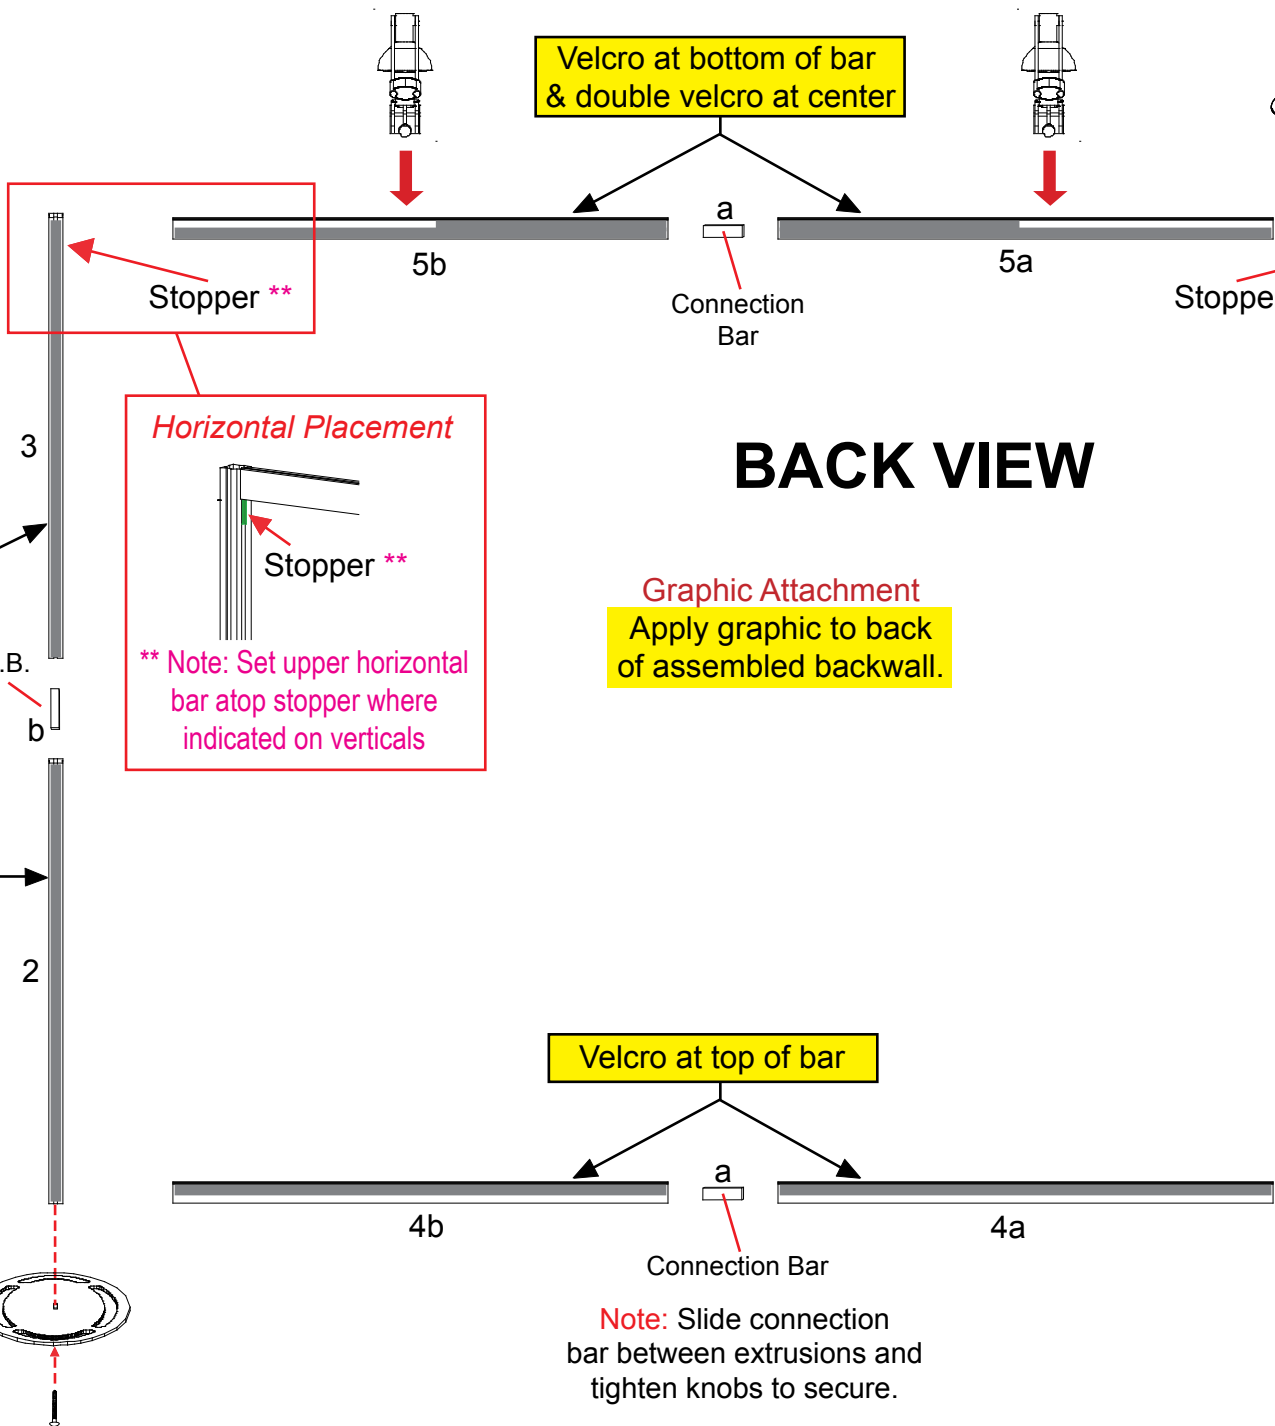 Velcro at bottom of bar
& double velcro at center
a
5b
5a
Connection
Bar
Stopper **
Stoppe
3
Horizontal Placement
Stopper **
** Note: Set upper horizontal
bar atop stopper where
indicated on verticals
BACK VIEW
Graphic Attachment
Apply graphic to back
of assembled backwall.
.B.
b
2
Velcro at top of bar
a
4b
4a
Connection Bar
Note: Slide connection
bar between extrusions and
tighten knobs to secure.